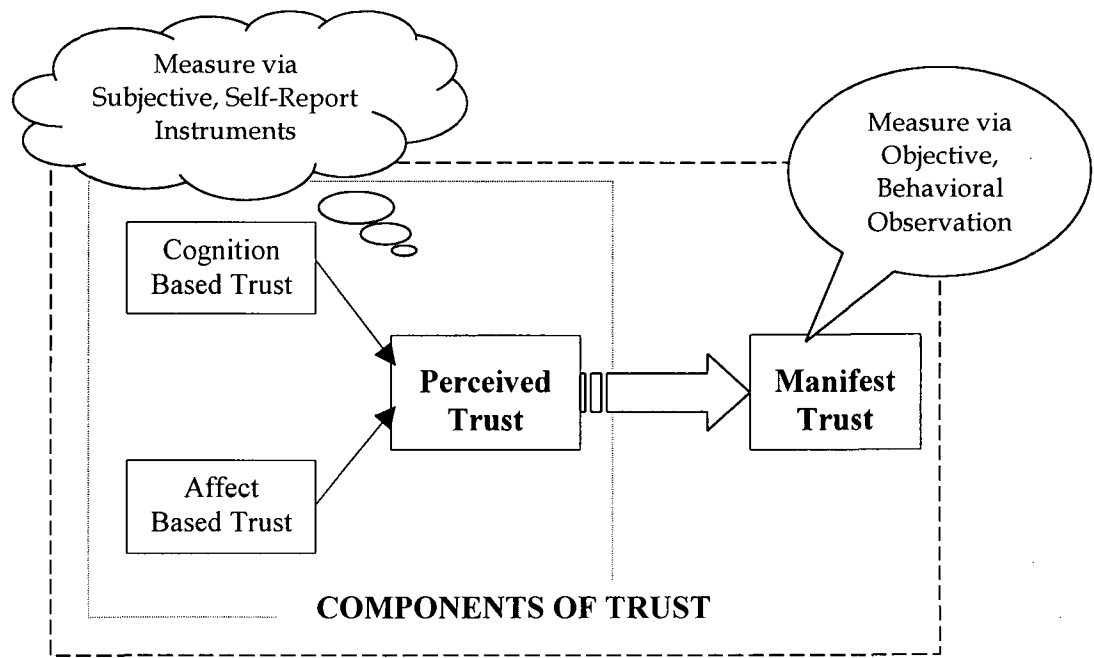 Measure via
Subjective, Self-Report
Instruments
Measure via
Objective,
Behavioral
Observation
Cognition
Based Trust
Perceived
Trust
Manifest
Trust
Affect
Based Trust
COMPONENTS OF TRUST